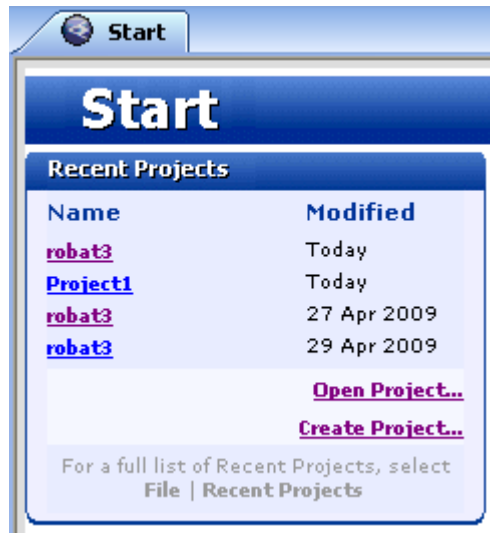 Start
Start
Recent Projects
Name Modified
robat3 Today
Project1 Today
robat3 27 Apr 2009
robat3 29 Apr 2009
Open Project...
Create Project...
For a full list of Recent Projects, select
File | Recent Projects